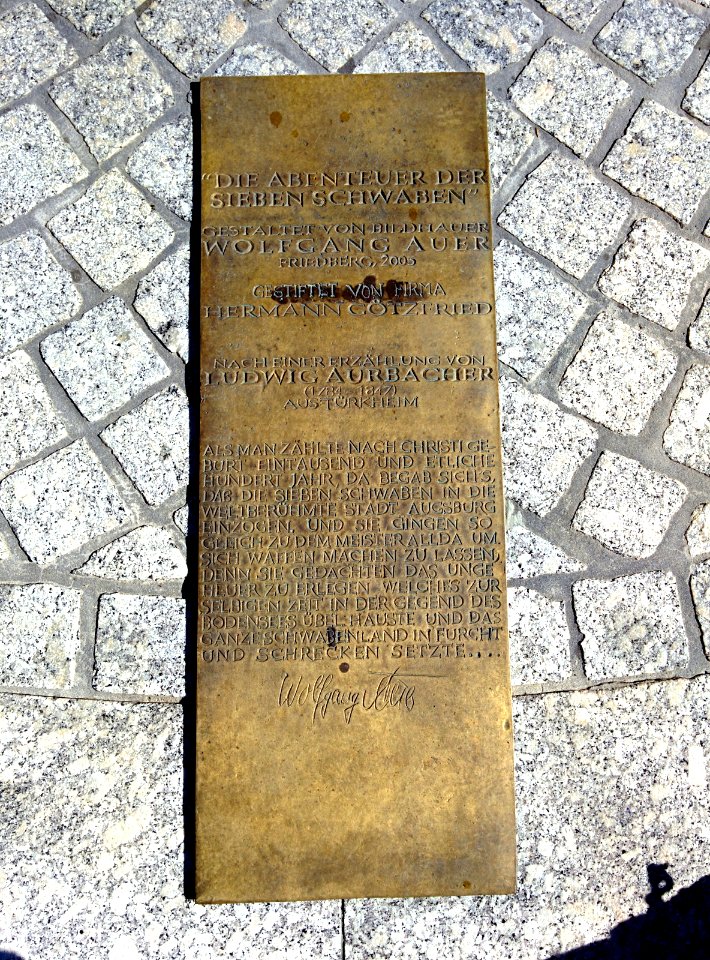 "DIE ABENTEUER DER
SIEBEN SCHWABEN"
GESTALTET VON BILDHAUER
WOLFGANG AUER
FRIEDBERG, 2005
GESTIFTET VON FIRMA
HERMANN GÖTZFRIED
NACH EINER ERZÄHLUNG VON
LUDWIG AURBACHER
(1784–1847)
AUS TÜRKHEIM
ALS MAN ZÄHLTE NACH CHRISTI GE-
BURT EINTAUSEND UND ETLICHE
HUNDERT JAHR, DA BEGAB SICH'S,
DAß DIE SIEBEN SCHWABEN IN DIE
WELTBERÜHMTE STADT AUGSBURG
EINZOGEN, UND SIE GINGEN SO-
GLEICH ZU DEM MEISTER ALLDA UM
SICH WAFFEN MACHEN ZU LASSEN,
DENN SIE GEDACHTEN DAS UNGE-
HEUER ZU ERLEGEN, WELCHES ZUR
SELBIGEN ZEIT IN DER GEGEND DES
BODENSEES ÜBEL HAUSTE UND DAS
GANZE SCHWABENLAND IN FURCHT
UND SCHRECKEN SETZTE....
Wolfgang Auer